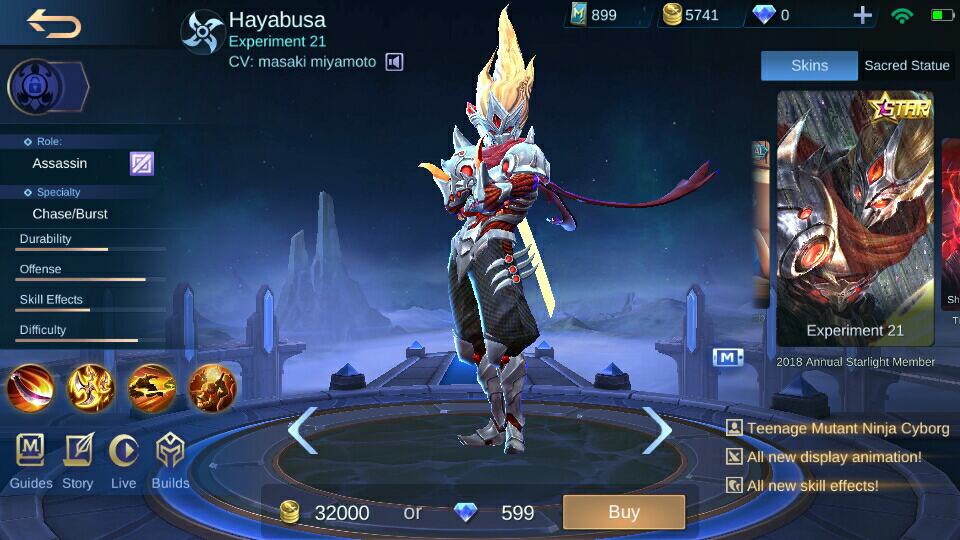 Hayabusa
Experiment 21
CV: masaki miyamoto
899
5741
0
Role:
Assassin
Specialty
Chase/Burst
Durability
Offense
Skill Effects
Difficulty
Guides
Story
Live
Builds
Skins
Sacred Statue
STAR
Experiment 21
2018 Annual Starlight Member
Teenage Mutant Ninja Cyborg
All new display animation!
All new skill effects!
32000 or 599
Buy